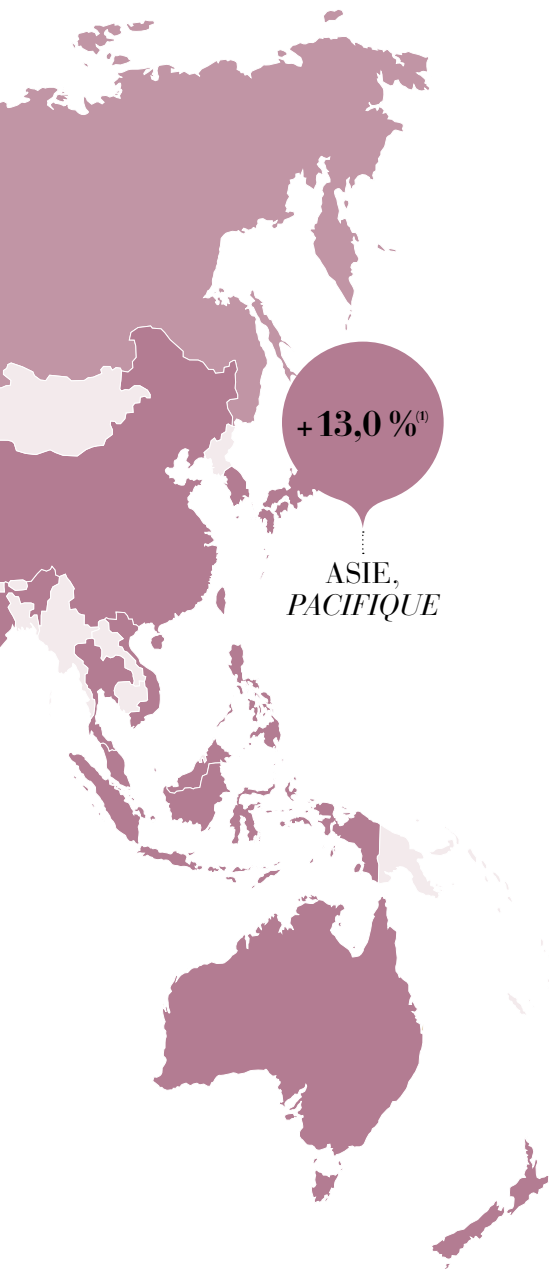 + 13,0 %(1)
ASIE,
PACIFIQUE